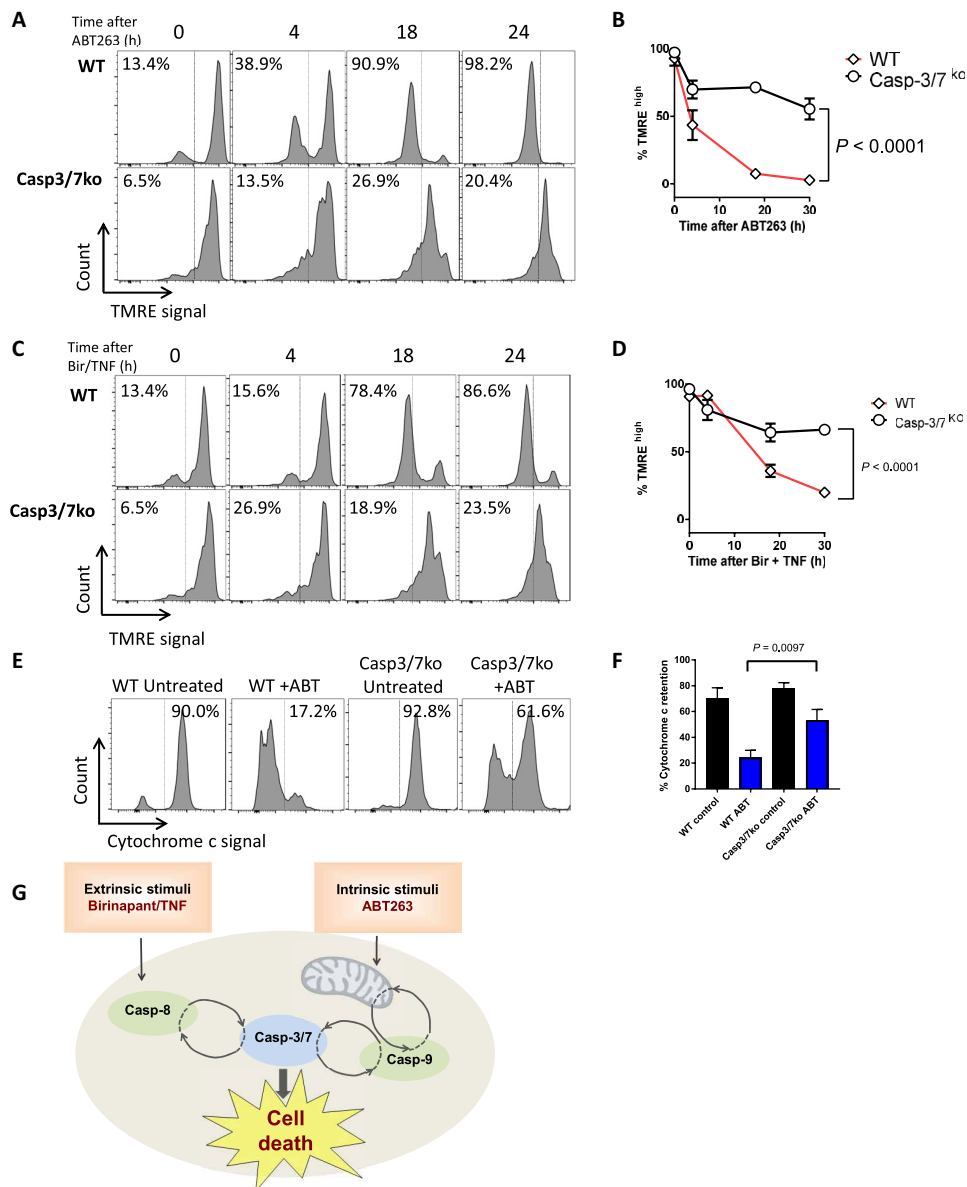 A
Time after
ABT263 (h)
0
4
18
24
WT
13.4%
38.9%
90.9%
98.2%
Casp3/7ko
6.5%
13.5%
26.9%
20.4%
Count
TMRE signal
B
% TMRE high
100
50
0
0
10
20
30
Time after ABT263 (h)
WT
Casp-3/7 ko
P < 0.0001
C
Time after
Bir/TNF (h)
0
4
18
24
WT
13.4%
15.6%
78.4%
86.6%
Casp3/7ko
6.5%
26.9%
18.9%
23.5%
Count
TMRE signal
D
% TMRE high
100
50
0
0
10
20
30
Time after Bir + TNF (h)
WT
Casp-3/7 KO
P < 0.0001
E
WT Untreated
WT +ABT
Casp3/7ko
Untreated
Casp3/7ko
+ABT
90.0%
17.2%
92.8%
61.6%
Count
Cytochrome c signal
F
P = 0.0097
% Cytochrome c retention
100
80
60
40
20
0
WT control
WT ABT
Casp3/7ko control
Casp3/7ko ABT
G
Extrinsic stimuli
Birinapant/TNF
Intrinsic stimuli
ABT263
Casp-8
Casp-3/7
Casp-9
Cell
death